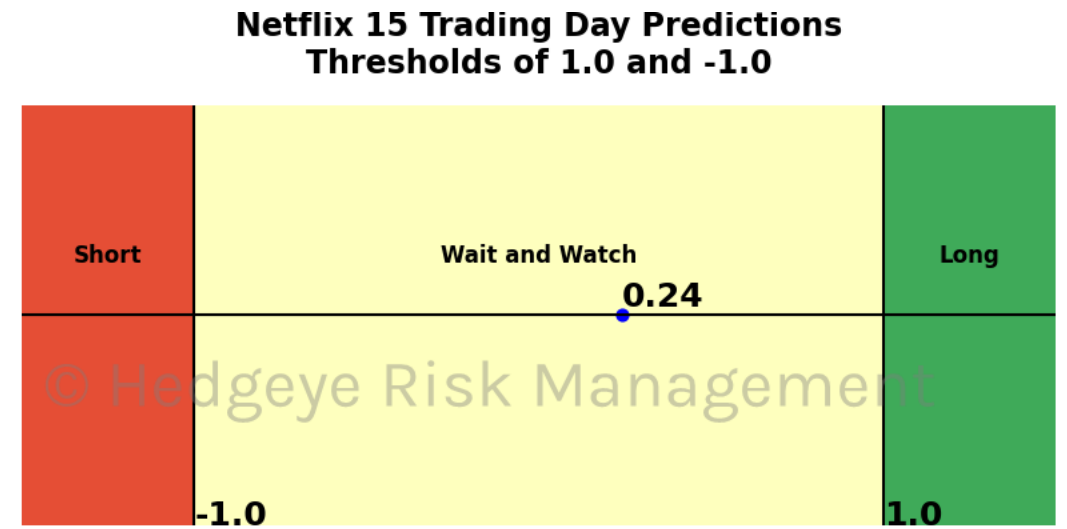 Netflix 15 Trading Day Predictions
Thresholds of 1.0 and -1.0
Short
Wait and Watch
Long
0.24
© Hedgeye Risk Management
-1.0
1.0